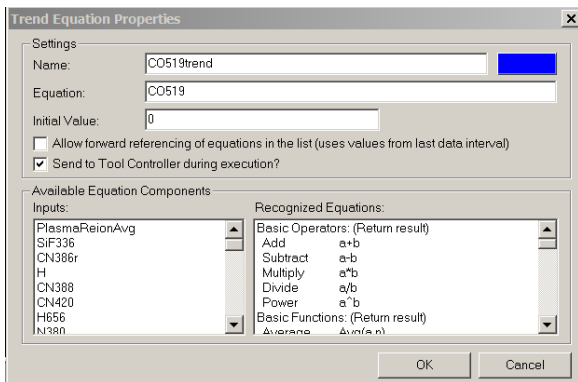 Trend Equation Properties
Settings
Name: CO519trend
Equation: CO519
Initial Value: 0
Allow forward referencing of equations in the list (uses values from last data interval)
Send to Tool Controller during execution?
Available Equation Components
Inputs: Recognized Equations:
PlasmaReionAvg Basic Operators: (Return result)
SiF336 Add a+b
CN386r Subtract a-b
H Multiply a*b
CN388 Divide a/b
CN420 Power a^b
H656 Basic Functions: (Return result)
N380 Average Avg(a,n)
OK Cancel